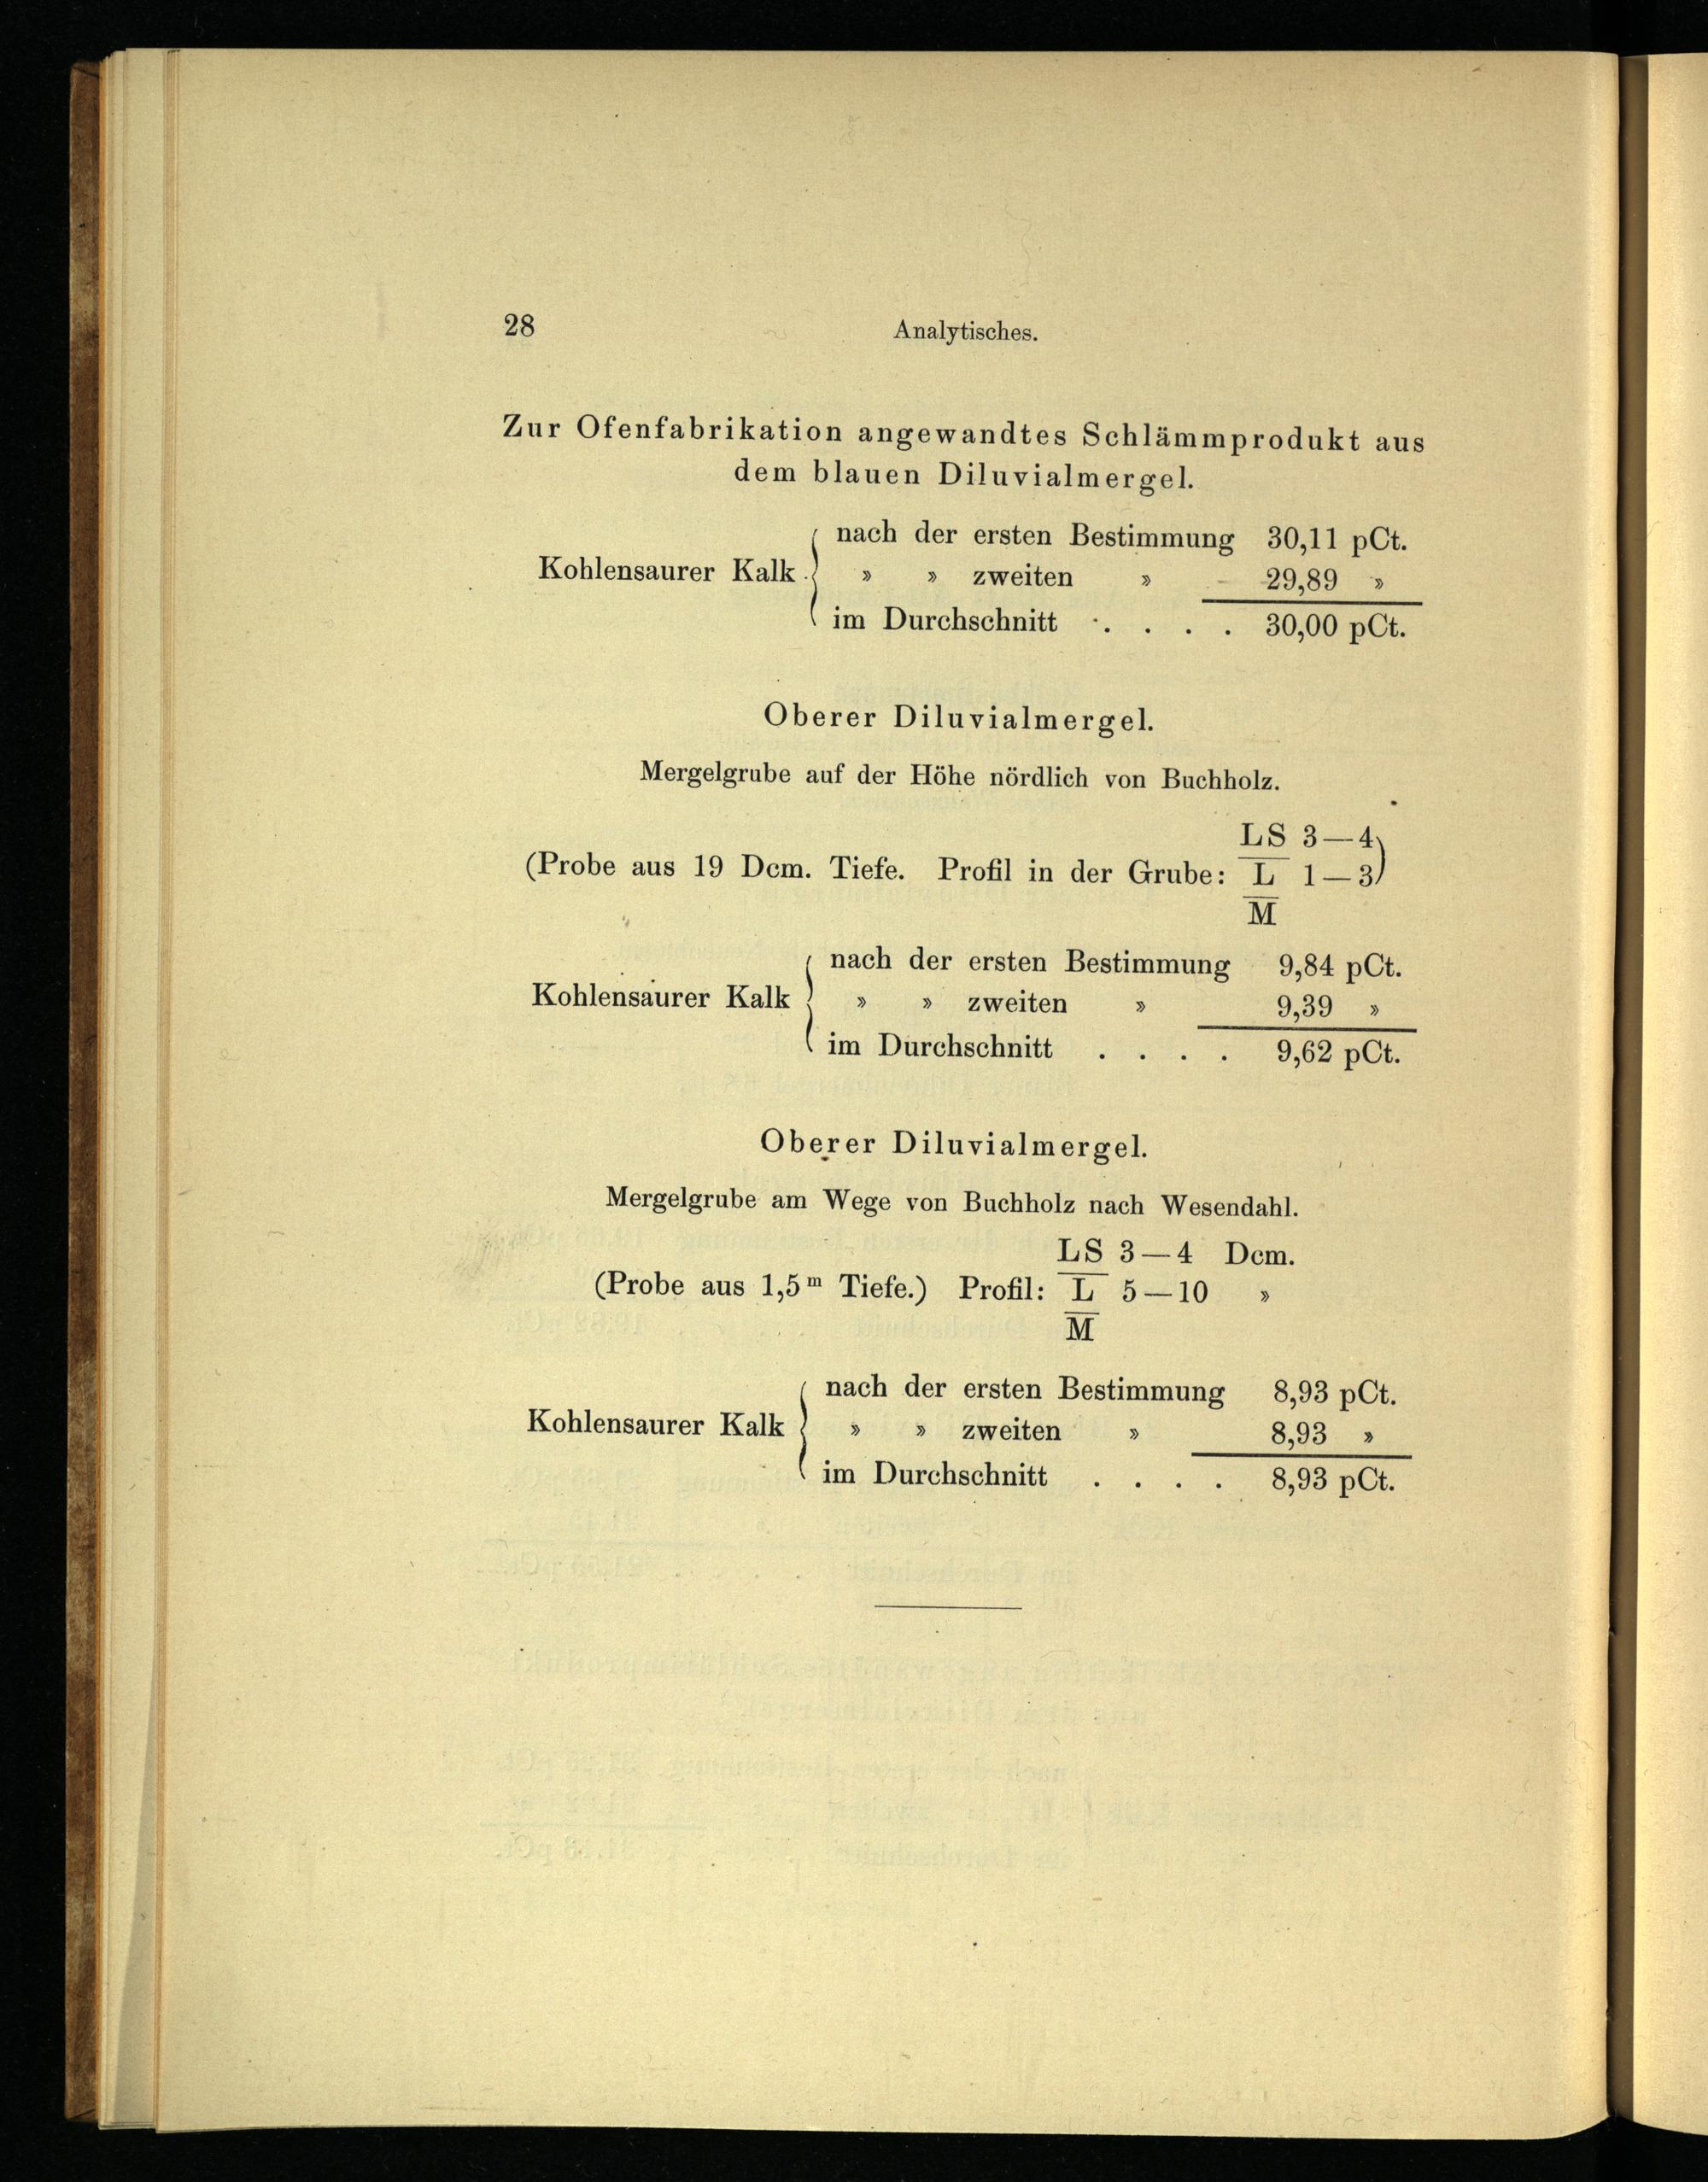 28 Analytisches.
Zur Ofenfabrikation angewandtes Schlämmprodukt aus
dem blauen Diluvialmergel.
nach der ersten Bestimmung 30,11 pCt.
Kohlensaurer Kalk » » zweiten » 29,89 »
im Durchschnitt . . . . 30,00 pCt.
Oberer Diluvialmergel.
Mergelgrube auf der Höhe nördlich von Buchholz.
LS 3—4
(Probe aus 19 Dcm. Tiefe. Profil in der Grube: L 1—3)
M
nach der ersten Bestimmung 9,84 pCt.
Kohlensaurer Kalk » » zweiten » 9,39 »
im Durchschnitt . . . . 9,62 pCt.
Oberer Diluvialmergel.
Mergelgrube am Wege von Buchholz nach Wesendahl.
LS 3—4 Dcm.
(Probe aus 1,5m Tiefe.) Profil: L 5—10 »
M
nach der ersten Bestimmung 8,93 pCt.
Kohlensaurer Kalk » » zweiten » 8,93 »
im Durchschnitt . . . . 8,93 pCt.